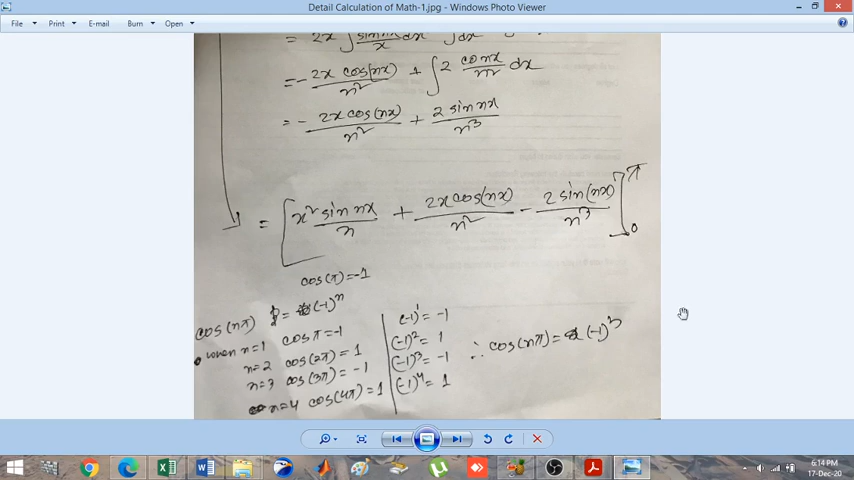 Detail Calculation of Math-1.jpg - Windows Photo Viewer
File Print E-mail Burn Open
= 2x ∫ sin nx/x dx ∫ dx
= - 2x cos(nx)/n² + ∫ 2 cosnx/n² dx
= - 2x cos(nx)/n² + 2 sin nx/n³
= [x² sin nx/n + 2x cos(nx)/n² - 2 sin(nx)/n³]π 0
cos(π) = -1
cos(nπ) = (-1)ⁿ
when n=1 cosπ = -1
n=2 cos(2π) = 1
n=3 cos(3π) = -1
n=4 cos(4π) = 1
(-1)¹ = -1
(-1)² = 1
(-1)³ = -1
(-1)⁴ = 1
∴ cos(nπ) = (-1)ⁿ
6:14 PM
17-Dec-20